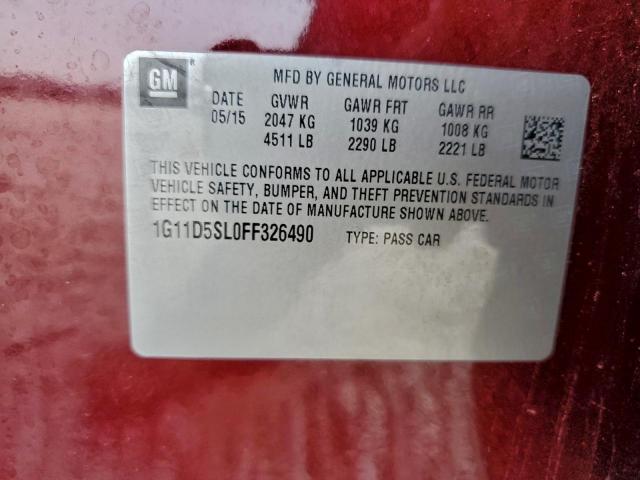 GM MFD BY GENERAL MOTORS LLC
DATE GVWR GAWR FRT GAWR RR
05/15 2047 KG 1039 KG 1008 KG
4511 LB 2290 LB 2221 LB
THIS VEHICLE CONFORMS TO ALL APPLICABLE U.S. FEDERAL MOTOR
VEHICLE SAFETY, BUMPER, AND THEFT PREVENTION STANDARDS IN
EFFECT ON THE DATE OF MANUFACTURE SHOWN ABOVE.
1G11D5SL0FF326490 TYPE: PASS CAR